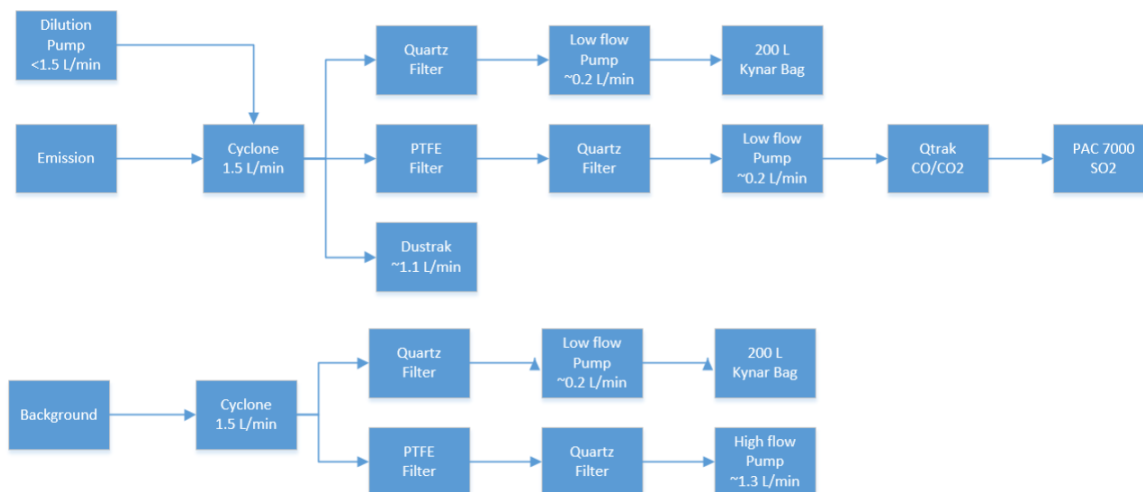 Dilution
Pump
<1.5 L/min
Quartz
Filter
Low flow
Pump
~0.2 L/min
200 L
Kynar Bag
Emission
Cyclone
1.5 L/min
PTFE
Filter
Quartz
Filter
Low flow
Pump
~0.2 L/min
Qtrak
CO/CO2
PAC 7000
SO2
Dustrak
~1.1 L/min
Background
Cyclone
1.5 L/min
Quartz
Filter
Low flow
Pump
~0.2 L/min
200 L
Kynar Bag
PTFE
Filter
Quartz
Filter
High flow
Pump
~1.3 L/min